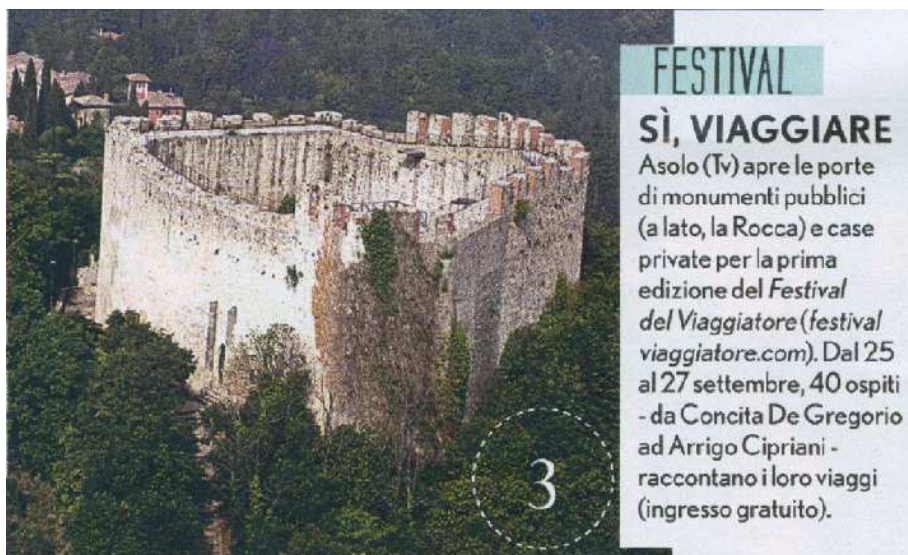 FESTIVAL
SÌ, VIAGGIARE
Asolo (Tv) apre le porte
di monumenti pubblici
(a lato, la Rocca) e case
private per la prima
edizione del Festival
del Viaggiatore (festival
viaggiatore.com). Dal 25
al 27 settembre, 40 ospiti
- da Concita De Gregorio
ad Arrigo Cipriani -
raccontano i loro viaggi
(ingresso gratuito).
3